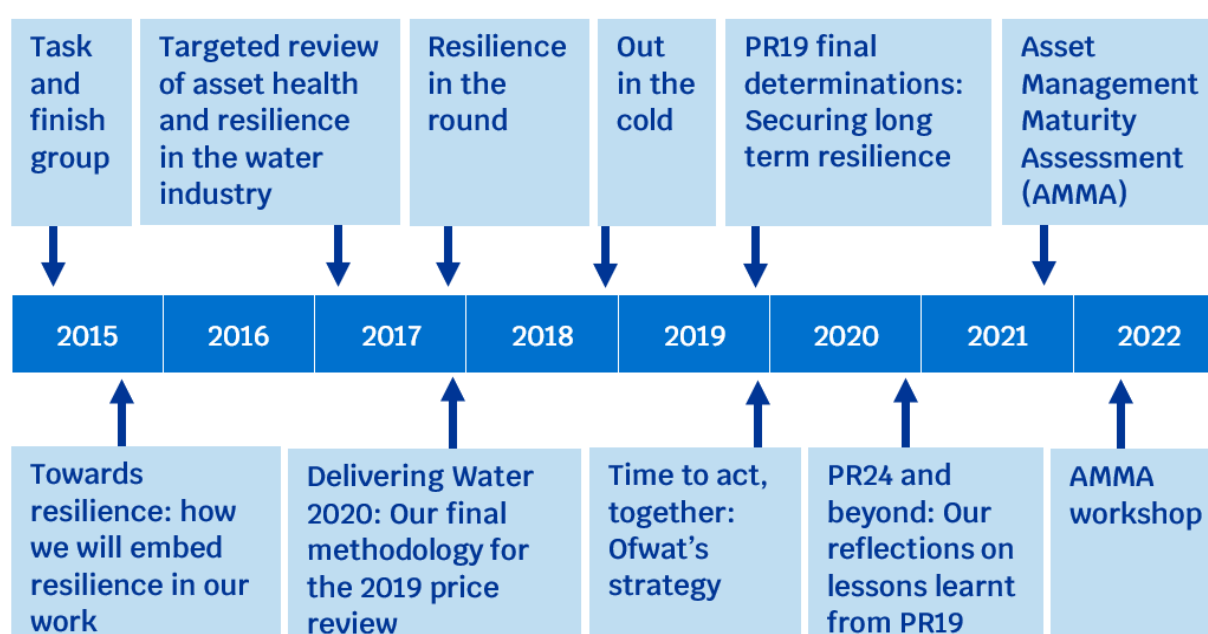 Task
and
finish
group
Targeted review
of asset health
and resilience
in the water
industry
Resilience
in the
round
Out
in the
cold
PR19 final
determinations:
Securing long
term resilience
Asset
Management
Maturity
Assessment
(AMMA)
2015
2016
2017
2018
2019
2020
2021
2022
Towards
resilience: how
we will embed
resilience in our
work
Delivering Water
2020: Our final
methodology for
the 2019 price
review
Time to act,
together:
Ofwat's
strategy
PR24 and
beyond: Our
reflections on
lessons learnt
from PR19
AMMA
workshop